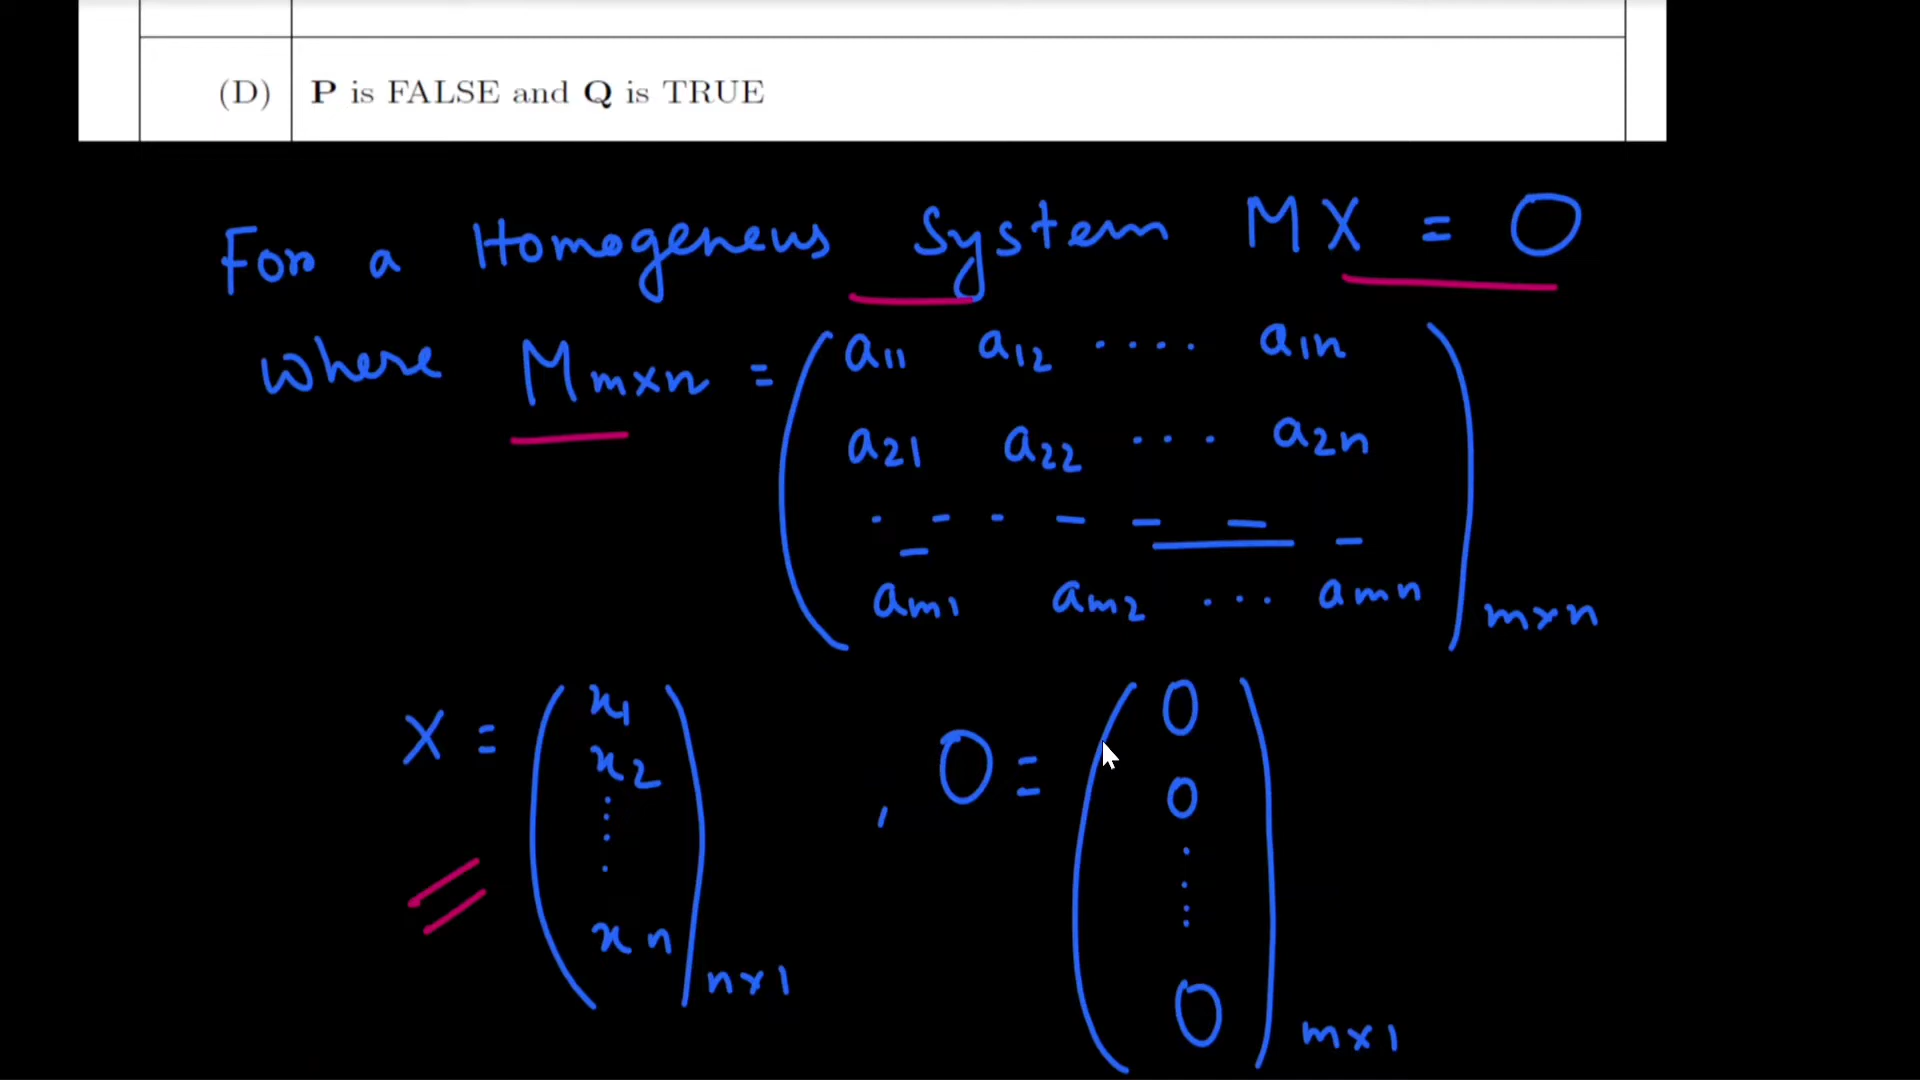 (D) P is FALSE and Q is TRUE
For a Homogeneus System MX = O
where Mm×n = ( a11 a12 .... a1n
a21 a22 ... a2n
. - . - - -
am1 am2 ... amn ) m×n
X = ( x1 x2 ⋮ xn ) n×1 , O = ( 0 0 ⋮ 0 ) m×1